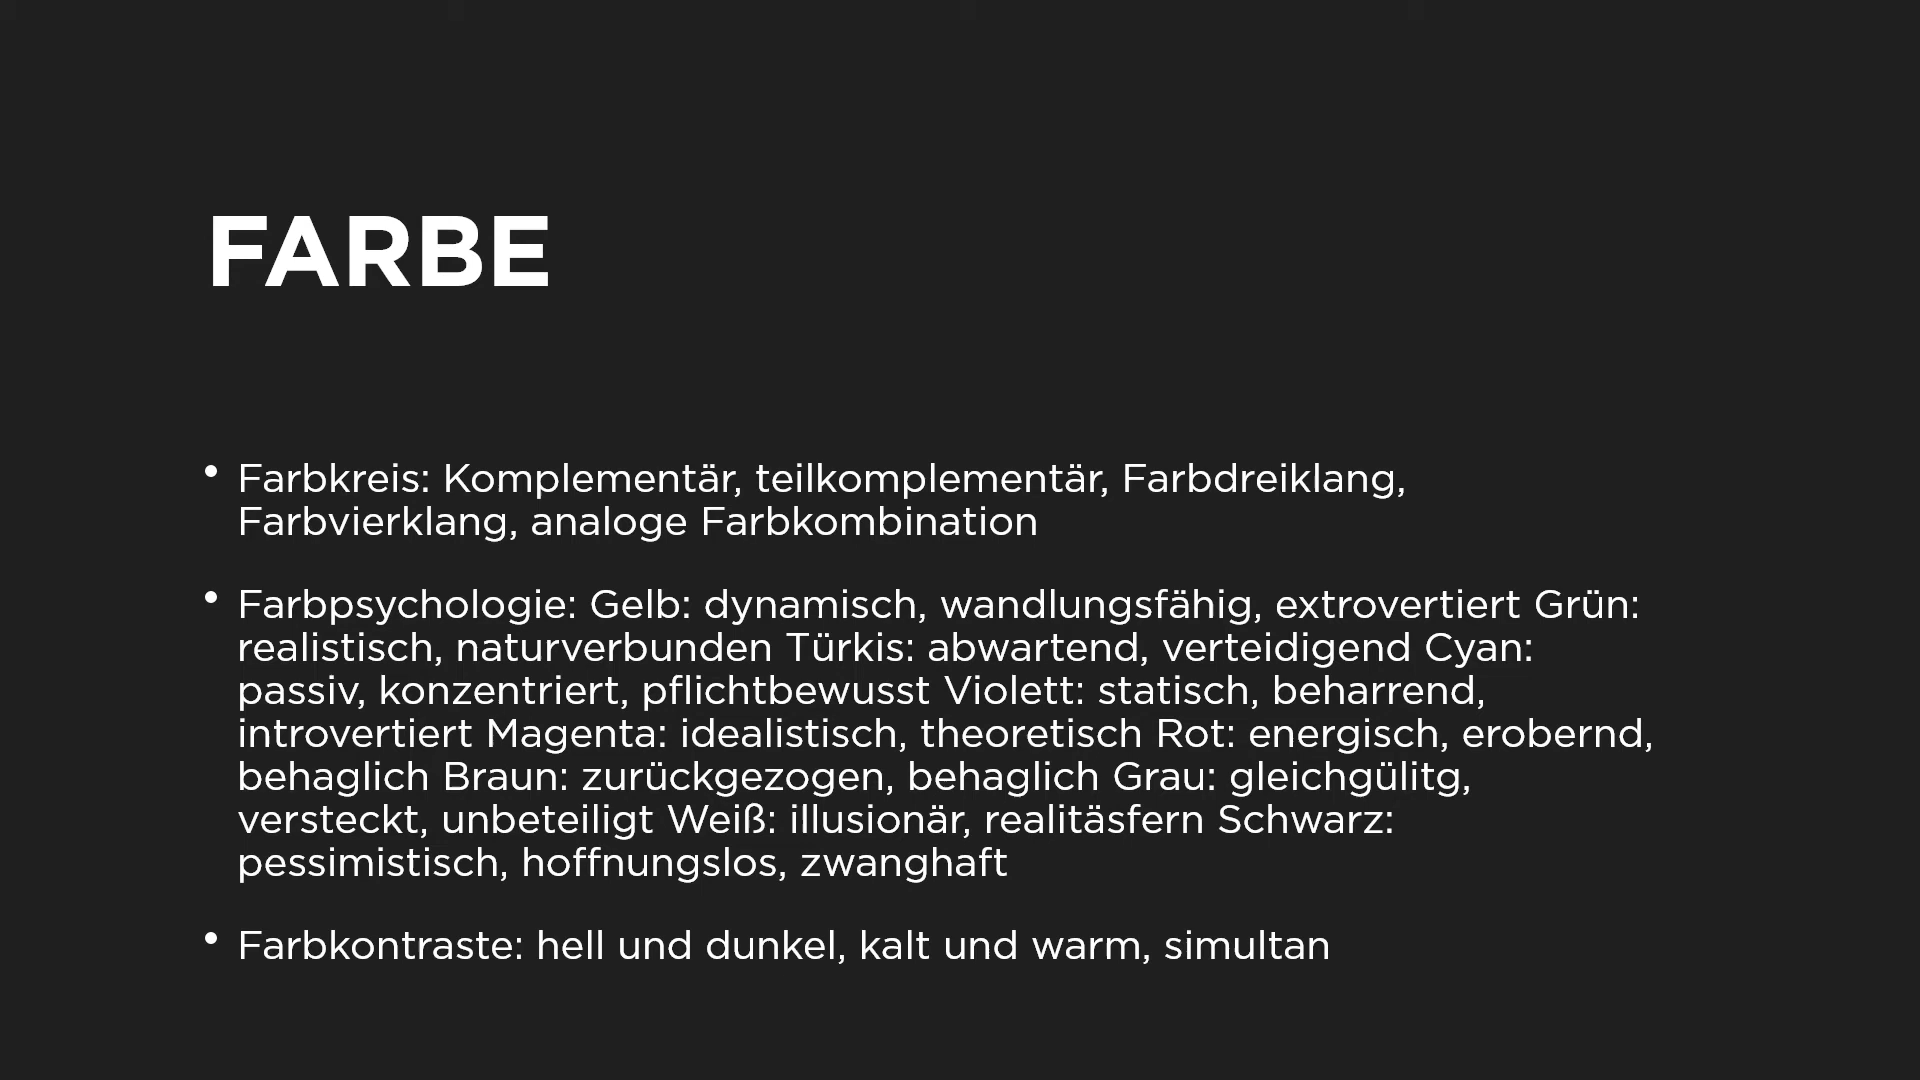 FARBE
• Farbkreis: Komplementär, teilkomplementär, Farbdreiklang,
Farbvierklang, analoge Farbkombination
• Farbpsychologie: Gelb: dynamisch, wandlungsfähig, extrovertiert Grün:
realistisch, naturverbunden Türkis: abwartend, verteidigend Cyan:
passiv, konzentriert, pflichtbewusst Violett: statisch, beharrend,
introvertiert Magenta: idealistisch, theoretisch Rot: energisch, erobernd,
behaglich Braun: zurückgezogen, behaglich Grau: gleichgülitg,
versteckt, unbeteiligt Weiß: illusionär, realitäsfern Schwarz:
pessimistisch, hoffnungslos, zwanghaft
• Farbkontraste: hell und dunkel, kalt und warm, simultan